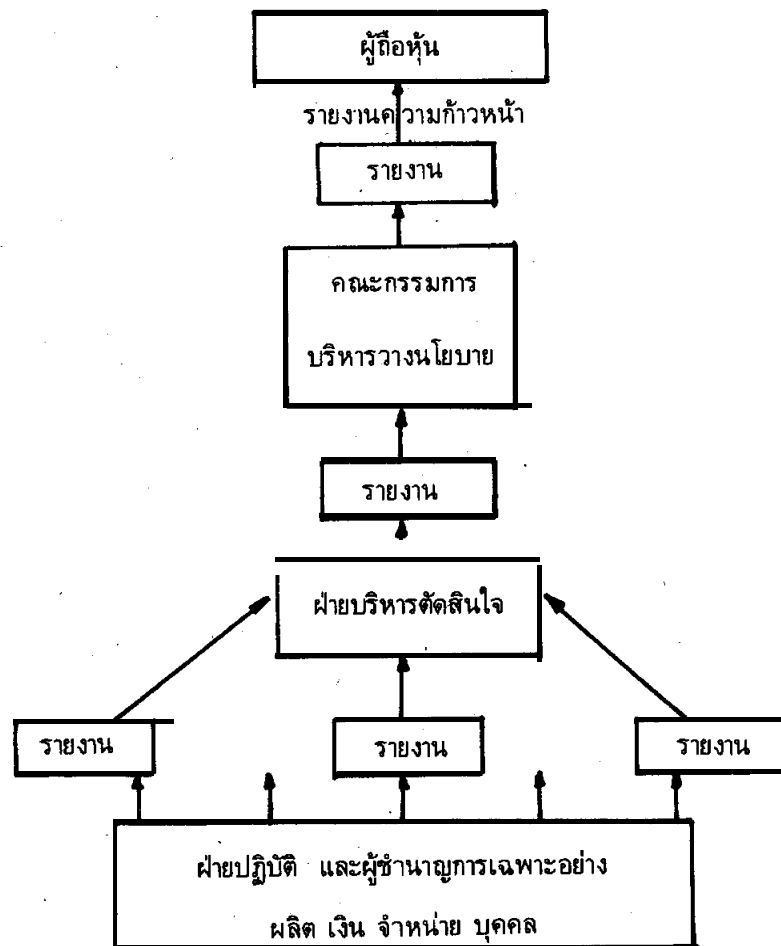 ผู้ถือหุ้น
รายงานความก้าวหน้า
รายงาน
คณะกรรมการ
บริหารวางนโยบาย
รายงาน
ฝ่ายบริหารตัดสินใจ
รายงาน รายงาน รายงาน
ฝ่ายปฏิบัติ และผู้ชำนาญการเฉพาะอย่าง
ผลิต เงิน จำหน่าย บุคคล